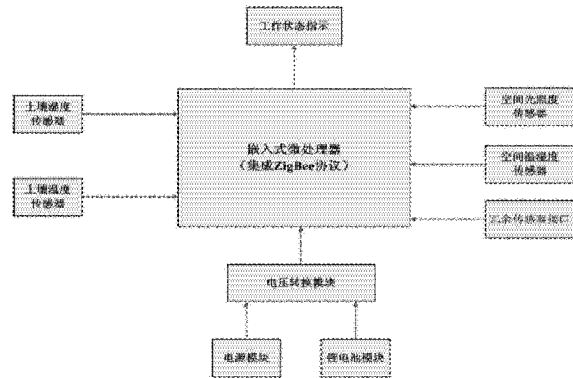 工作状态指示
土壤湿度
传感器
空间光照度
传感器
嵌入式微处理器
（集成ZigBee协议）
空间温湿度
传感器
土壤温度
传感器
冗余传感器接口
电压转换模块
电源模块
锂电池模块